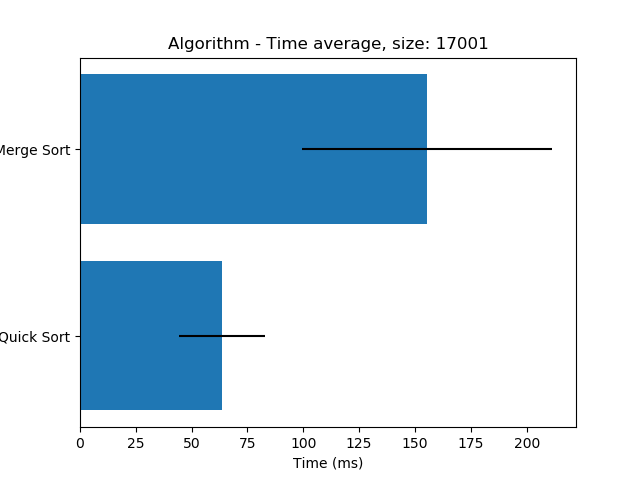 Algorithm - Time average, size: 17001
Merge Sort
Quick Sort
0 25 50 75 100 125 150 175 200
Time (ms)